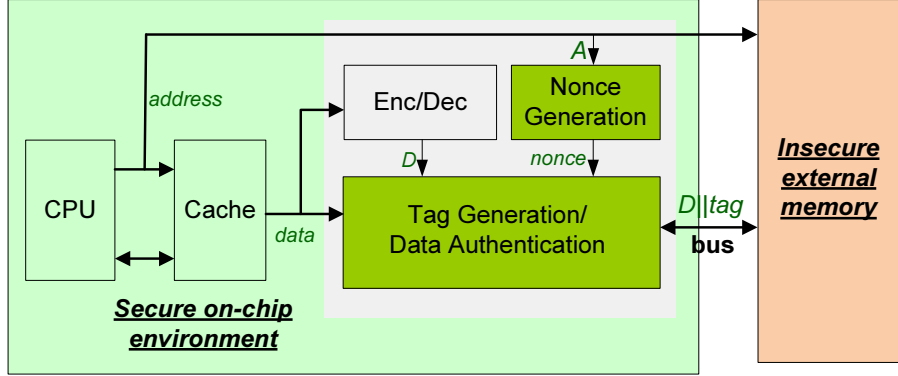 A
address
Enc/Dec
Nonce
Generation
D
nonce
CPU
Cache
data
Tag Generation/
Data Authentication
D||tag
bus
Secure on-chip
environment
Insecure
external
memory